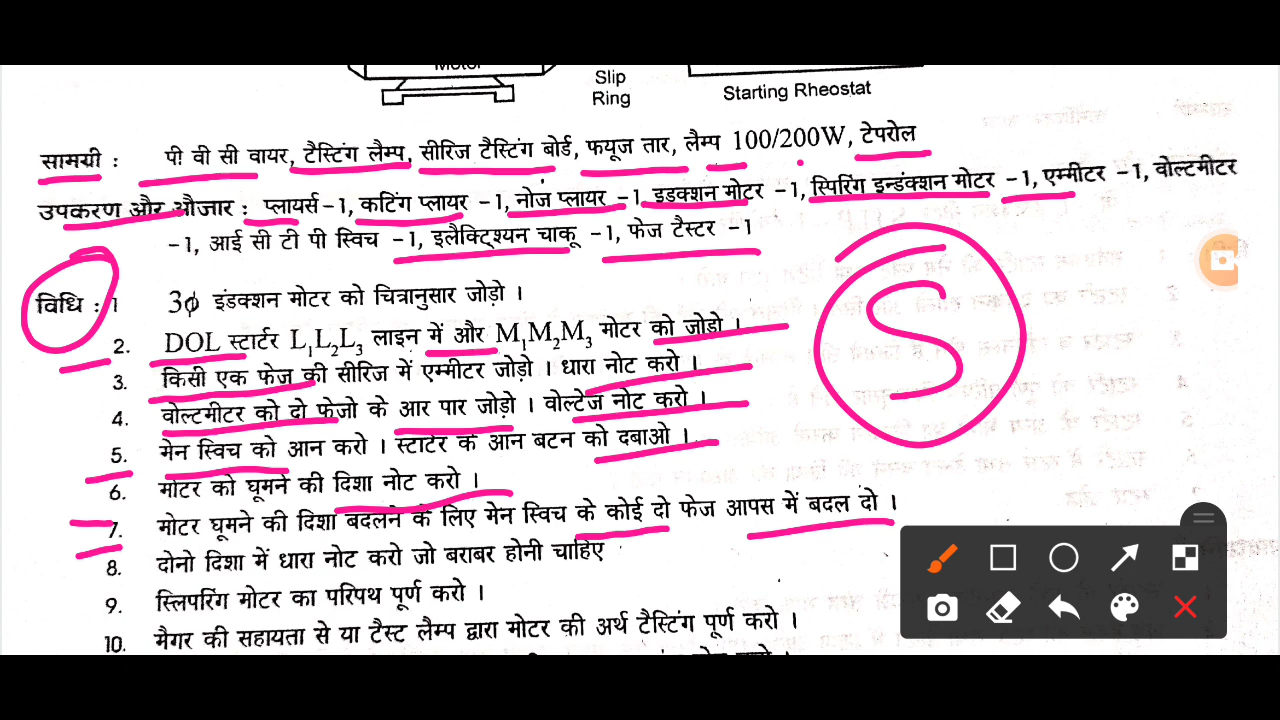 Motor
Slip
Ring
Starting Rheostat
सामग्री : पी वी सी वायर, टैस्टिंग लैम्प, सीरिज टैस्टिंग बोर्ड, फयूज तार, लैम्प 100/200W, टेपरोल
उपकरण और औजार : प्लायर्स -1, कटिंग प्लायर -1, नोज प्लायर -1 इडक्शन मोटर -1, स्पिरिंग इन्डंक्शन मोटर -1, एम्मीटर -1, वोल्टमीटर
-1, आई सी टी पी स्विच -1, इलैक्ट्रिश्यन चाकू -1, फेज टैस्टर -1
विधि : 1 3φ इंडक्शन मोटर को चित्रानुसार जोड़ो ।
2. DOL स्टार्टर L₁L₂L₃ लाइन में और M₁M₂M₃ मोटर को जोड़ो ।
3. किसी एक फेज की सीरिज में एम्मीटर जोड़ो । धारा नोट करो ।
4. वोल्टमीटर को दो फेजो के आर पार जोड़ो । वोल्टेज नोट करो ।
5. मेन स्विच को आन करो । स्टार्टर के आन बटन को दबाओ ।
6. मोटर को घूमने की दिशा नोट करो ।
7. मोटर घूमने की दिशा बदलने के लिए मेन स्विच के कोई दो फेज आपस में बदल दो ।
8. दोनो दिशा में धारा नोट करो जो बराबर होनी चाहिए
9. स्लिपरिंग मोटर का परिपथ पूर्ण करो ।
10. मैगर की सहायता से या टैस्ट लैम्प द्वारा मोटर की अर्थ टैस्टिंग पूर्ण करो ।
S